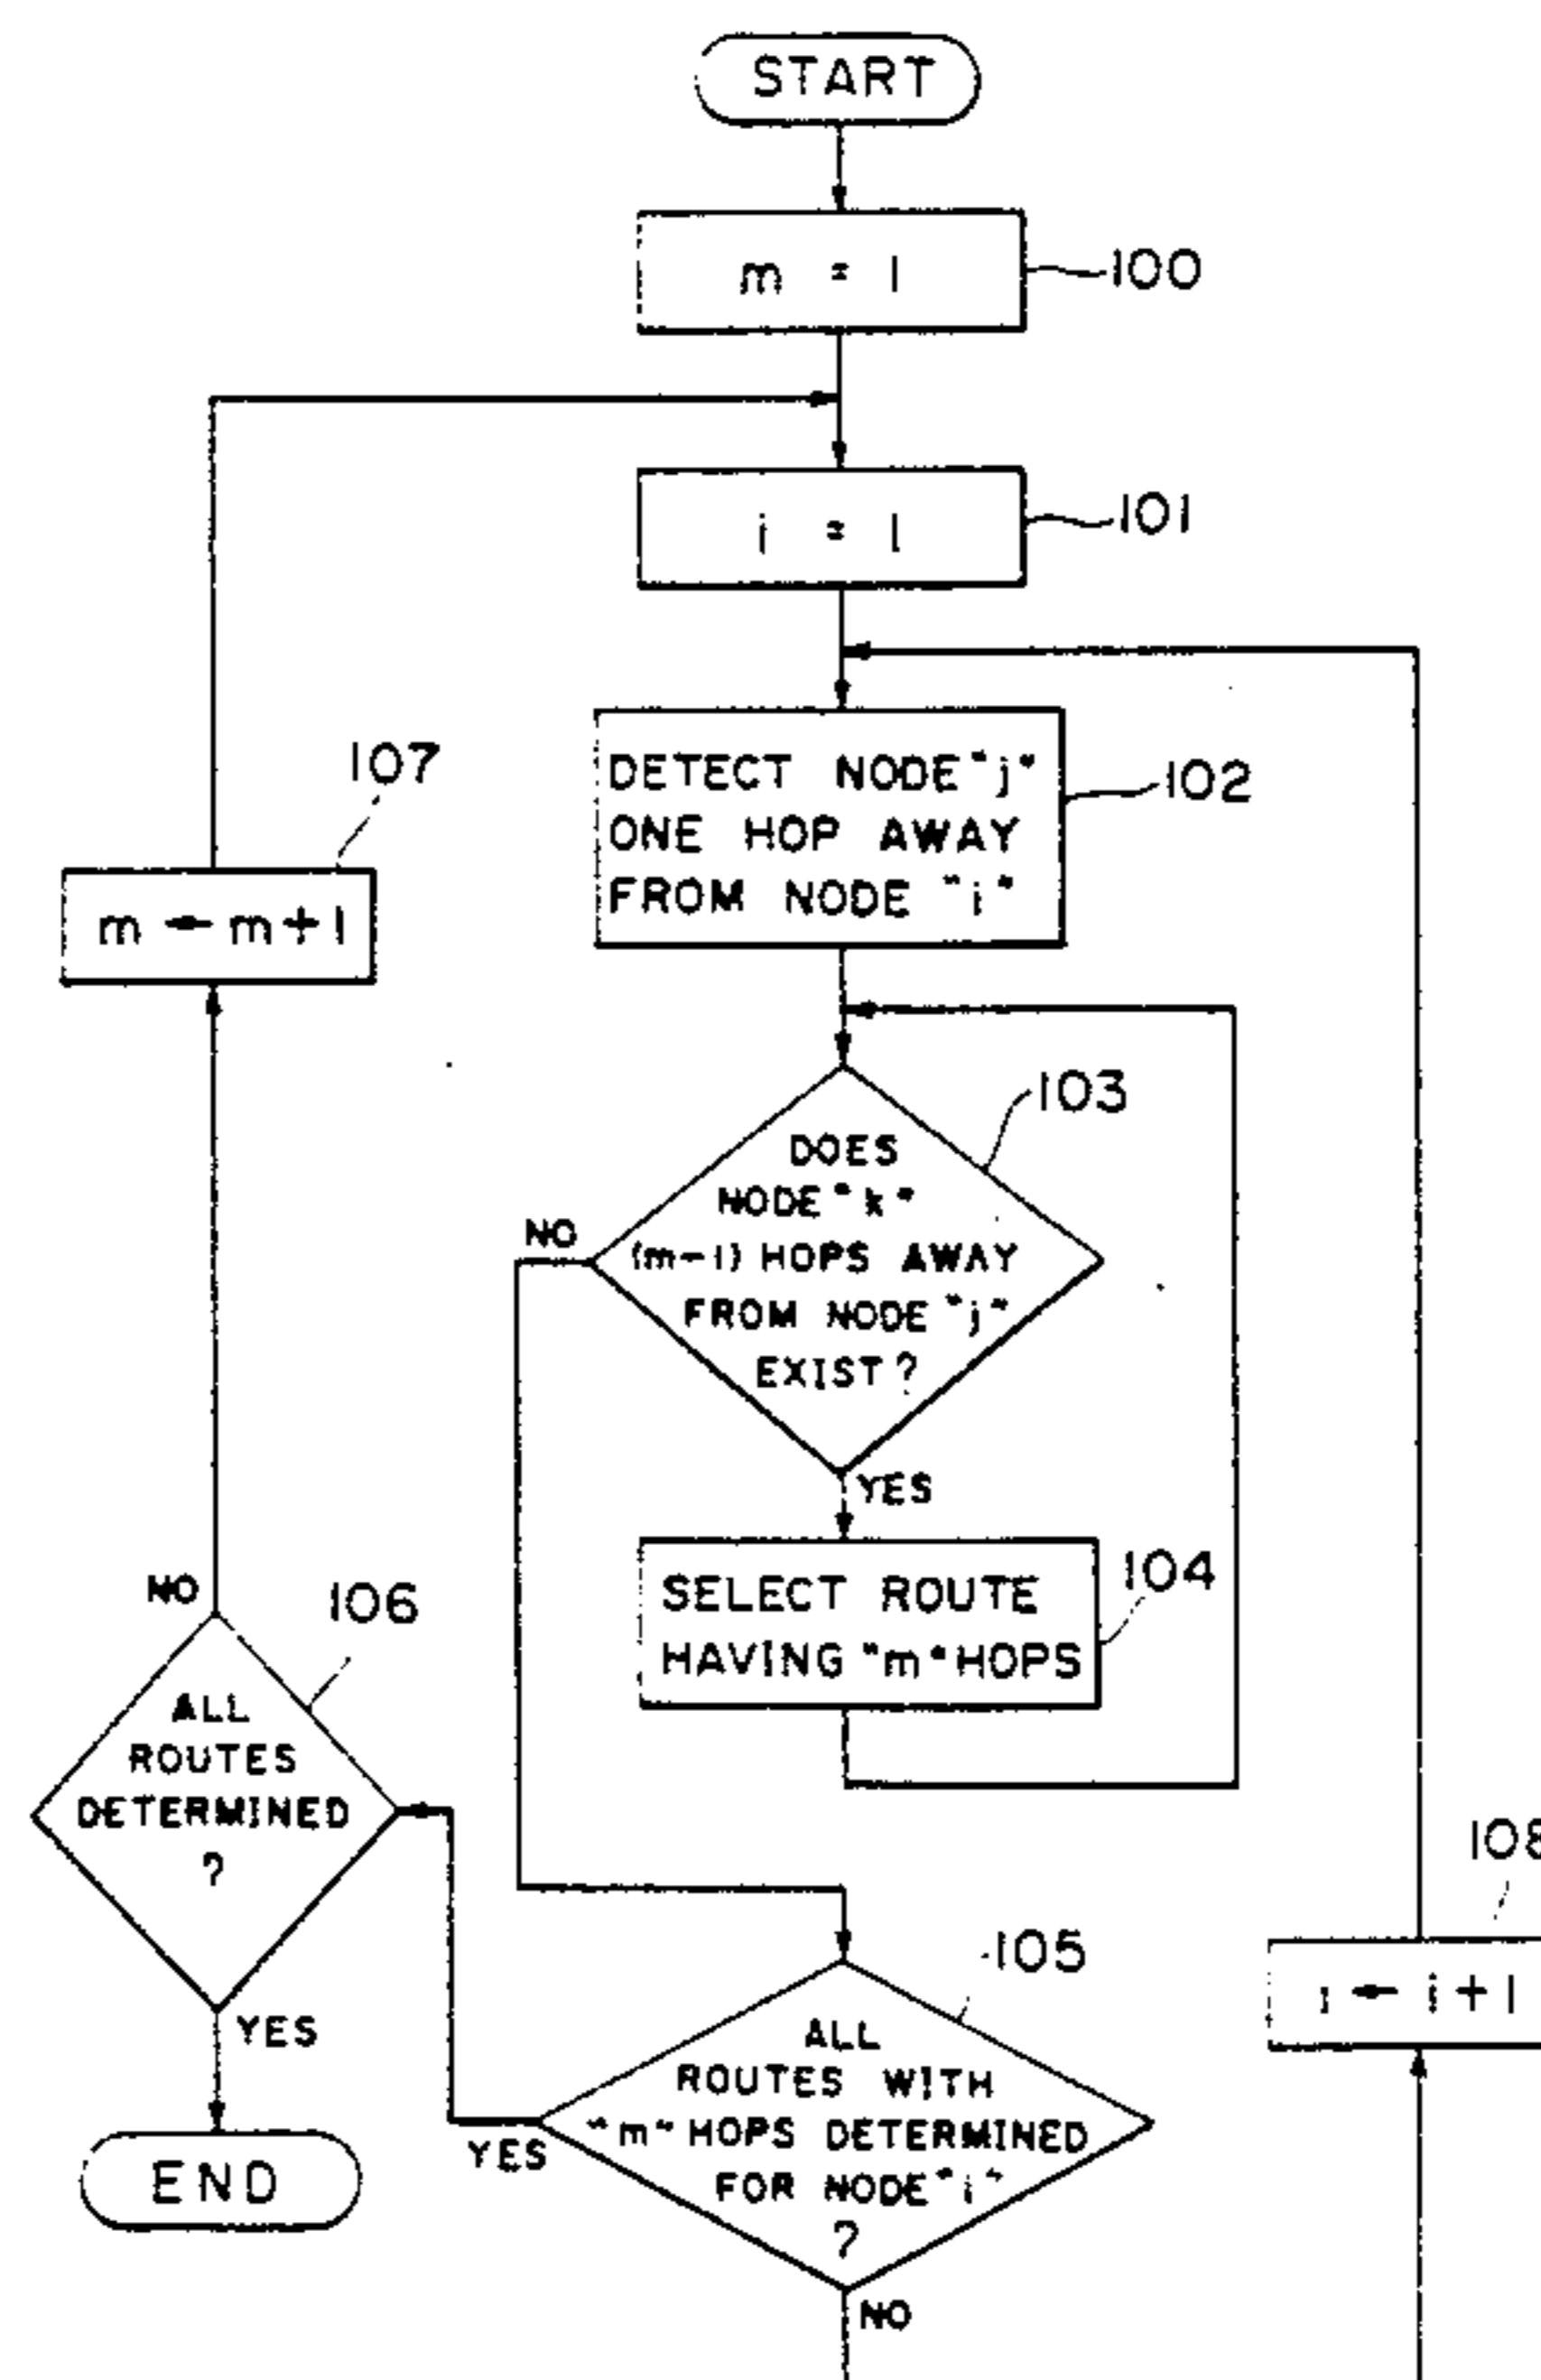 START
m = 1
100
i = 1
101
DETECT NODE "j"
ONE HOP AWAY
FROM NODE "i"
102
107
m ← m+1
103
DOES
NODE "k"
(m-1) HOPS AWAY
FROM NODE "j"
EXIST?
NO
YES
SELECT ROUTE
HAVING "m" HOPS
104
NO
106
ALL
ROUTES
DETERMINED
?
YES
END
108
i ← i+1
105
ALL
ROUTES WITH
"m" HOPS DETERMINED
FOR NODE "i"
?
YES
NO